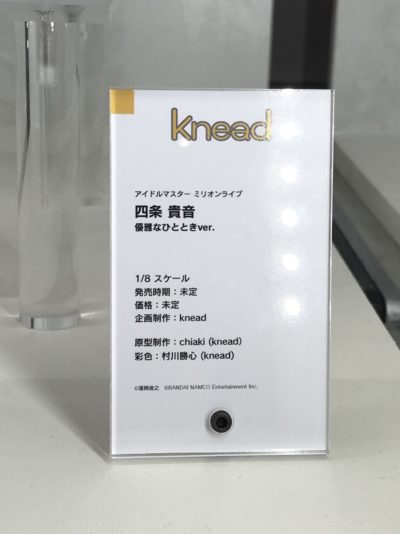 knead
アイドルマスター ミリオンライブ
四条 貴音
優雅なひとときver.
1/8 スケール
発売時期：未定
価格：未定
企画制作：knead
原型制作：chiaki (knead)
彩色：村川勝心 (knead)
©窪岡俊之 ©BANDAI NAMCO Entertainment Inc.